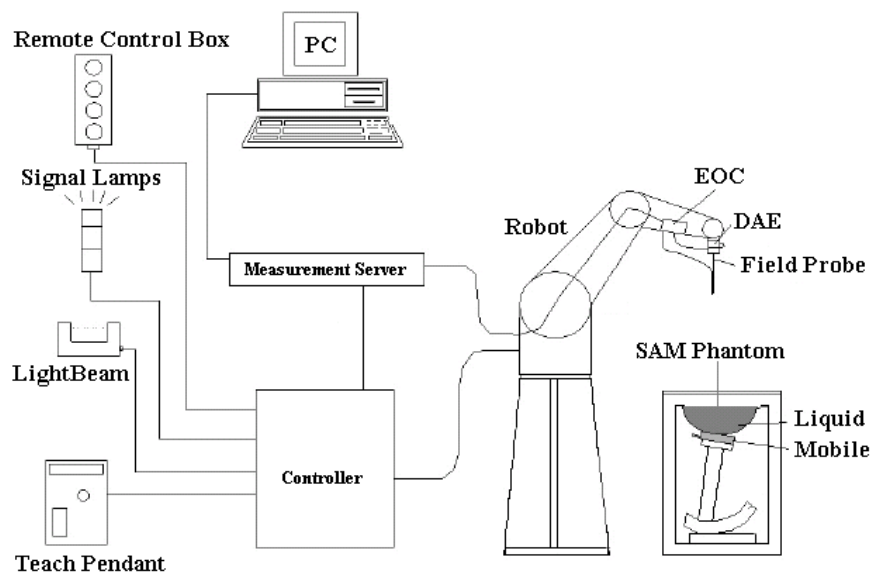 Remote Control Box
PC
Signal Lamps
EOC
Robot
DAE
Field Probe
Measurement Server
LightBeam
SAM Phantom
Liquid
Mobile
Controller
Teach Pendant